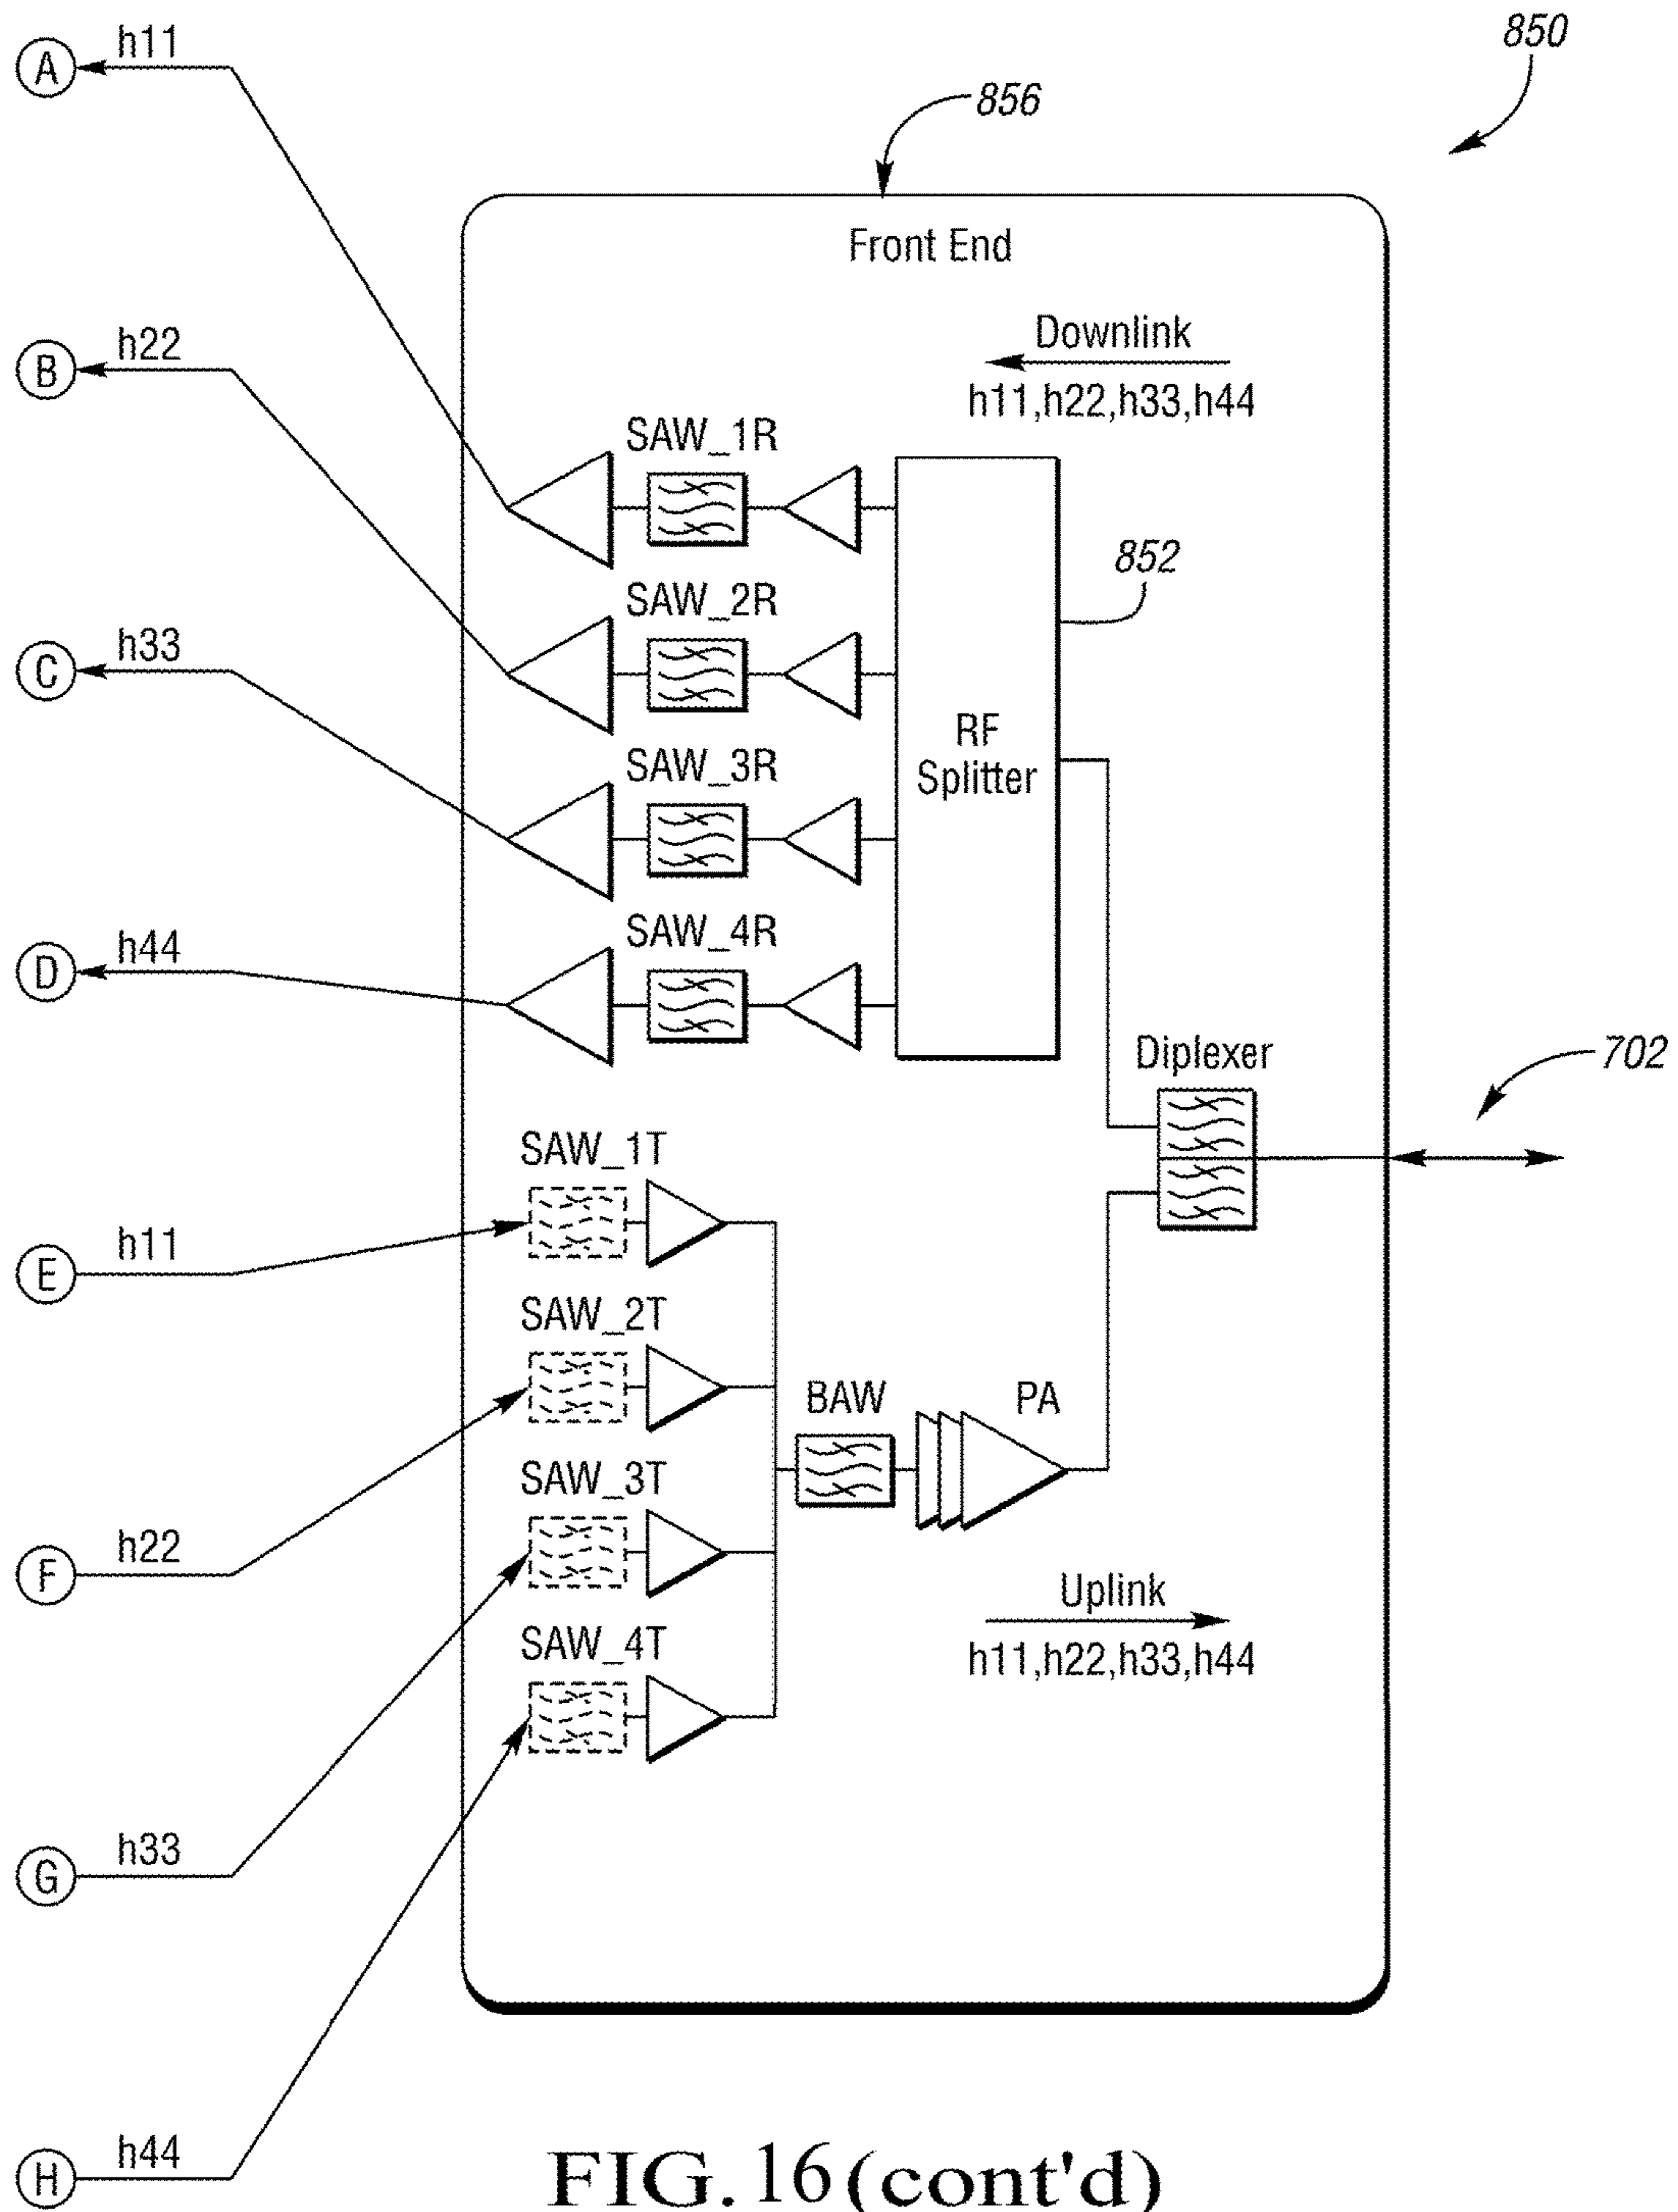 850
h11
A
856
Front End
Downlink
h11,h22,h33,h44
h22
B
SAW_1R
852
SAW_2R
h33
C
RF
Splitter
SAW_3R
SAW_4R
h44
D
Diplexer
702
SAW_1T
h11
E
SAW_2T
BAW
PA
SAW_3T
h22
F
Uplink
h11,h22,h33,h44
SAW_4T
h33
G
h44
H
FIG. 16 (cont'd)